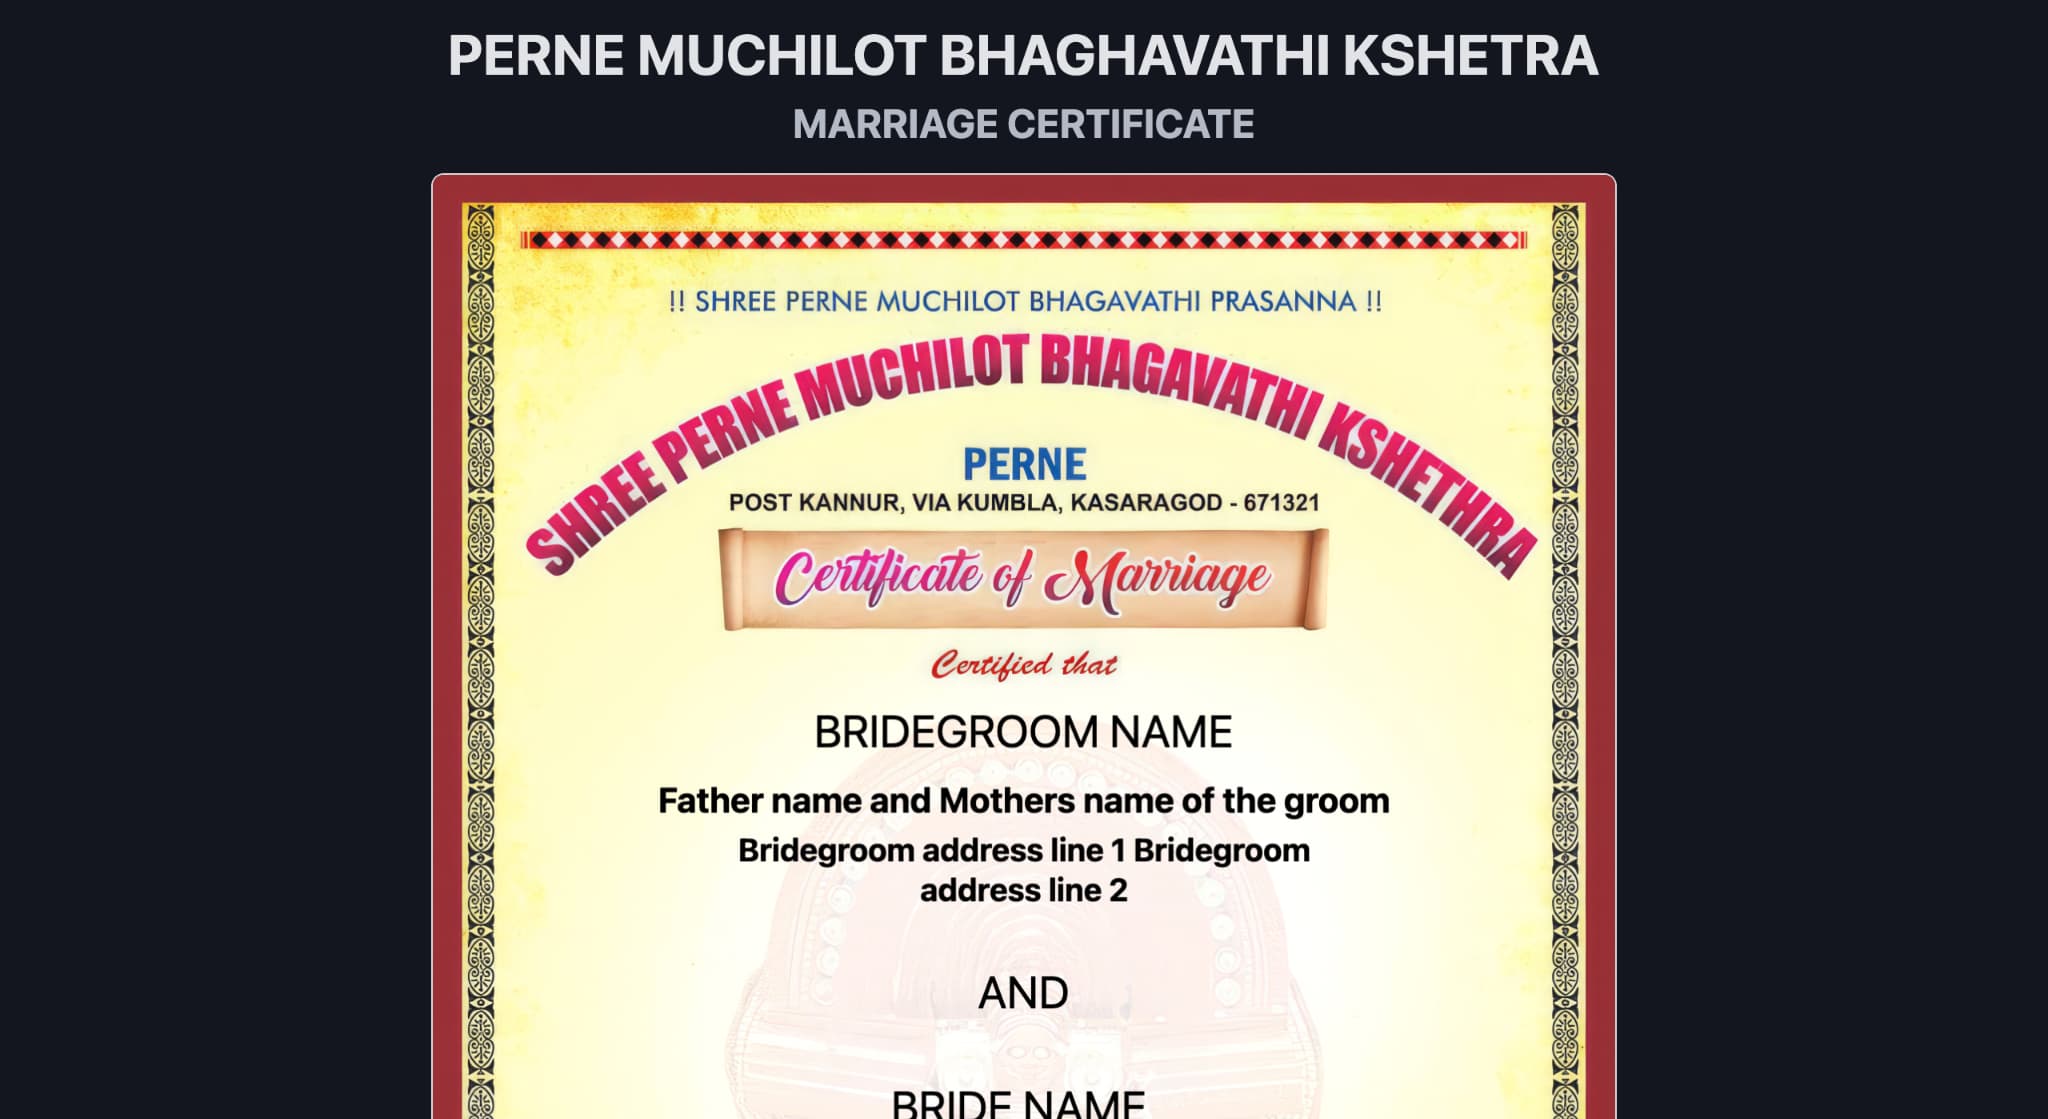 PERNE MUCHILOT BHAGHAVATHI KSHETRA
MARRIAGE CERTIFICATE
!! SHREE PERNE MUCHILOT BHAGAVATHI PRASANNA !!
SHREE PERNE MUCHILOT BHAGAVATHI KSHETHRA
PERNE
POST KANNUR, VIA KUMBLA, KASARAGOD - 671321
Certificate of Marriage
Certified that
BRIDEGROOM NAME
Father name and Mothers name of the groom
Bridegroom address line 1 Bridegroom
address line 2
AND
BRIDE NAME